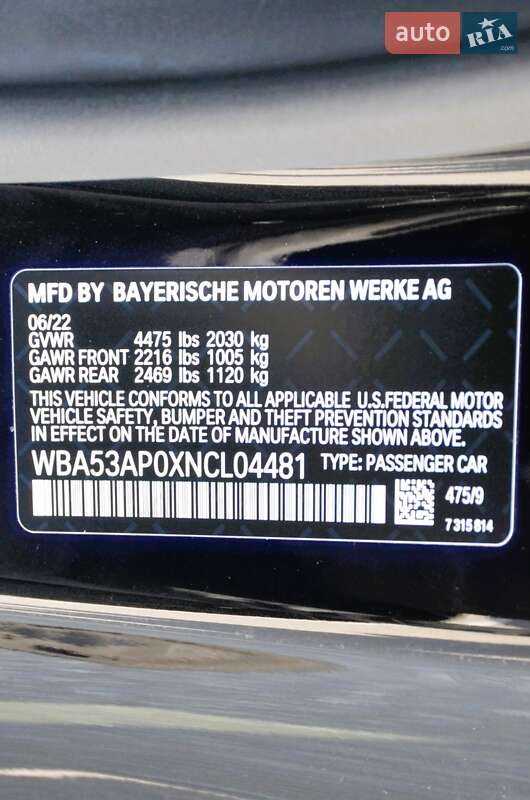 auto RIA
.com
MFD BY BAYERISCHE MOTOREN WERKE AG
06/22
GVWR 4475 lbs 2030 kg
GAWR FRONT 2216 lbs 1005 kg
GAWR REAR 2469 lbs 1120 kg
THIS VEHICLE CONFORMS TO ALL APPLICABLE U.S.FEDERAL MOTOR
VEHICLE SAFETY, BUMPER AND THEFT PREVENTION STANDARDS
IN EFFECT ON THE DATE OF MANUFACTURE SHOWN ABOVE.
WBA53AP0XNCL04481 TYPE: PASSENGER CAR
475/9
7 315 814